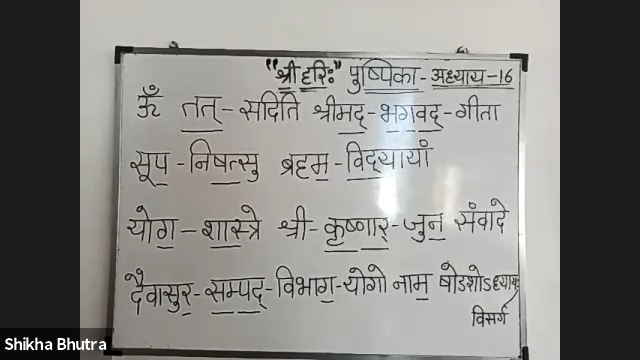 "श्री हरिः" पुष्पिका - अध्याय-16
ॐ तत् - सदिति श्रीमद् - भगवद् - गीता
सूप - निषत्सु ब्रह्म - विद्यायाँ
योग - शास्त्रे श्री - कृष्णार् - जुन संवादे
दैवासुर - सम्पद् - विभाग - योगो नाम षोडशोऽध्यायः
विसर्ग
Shikha Bhutra